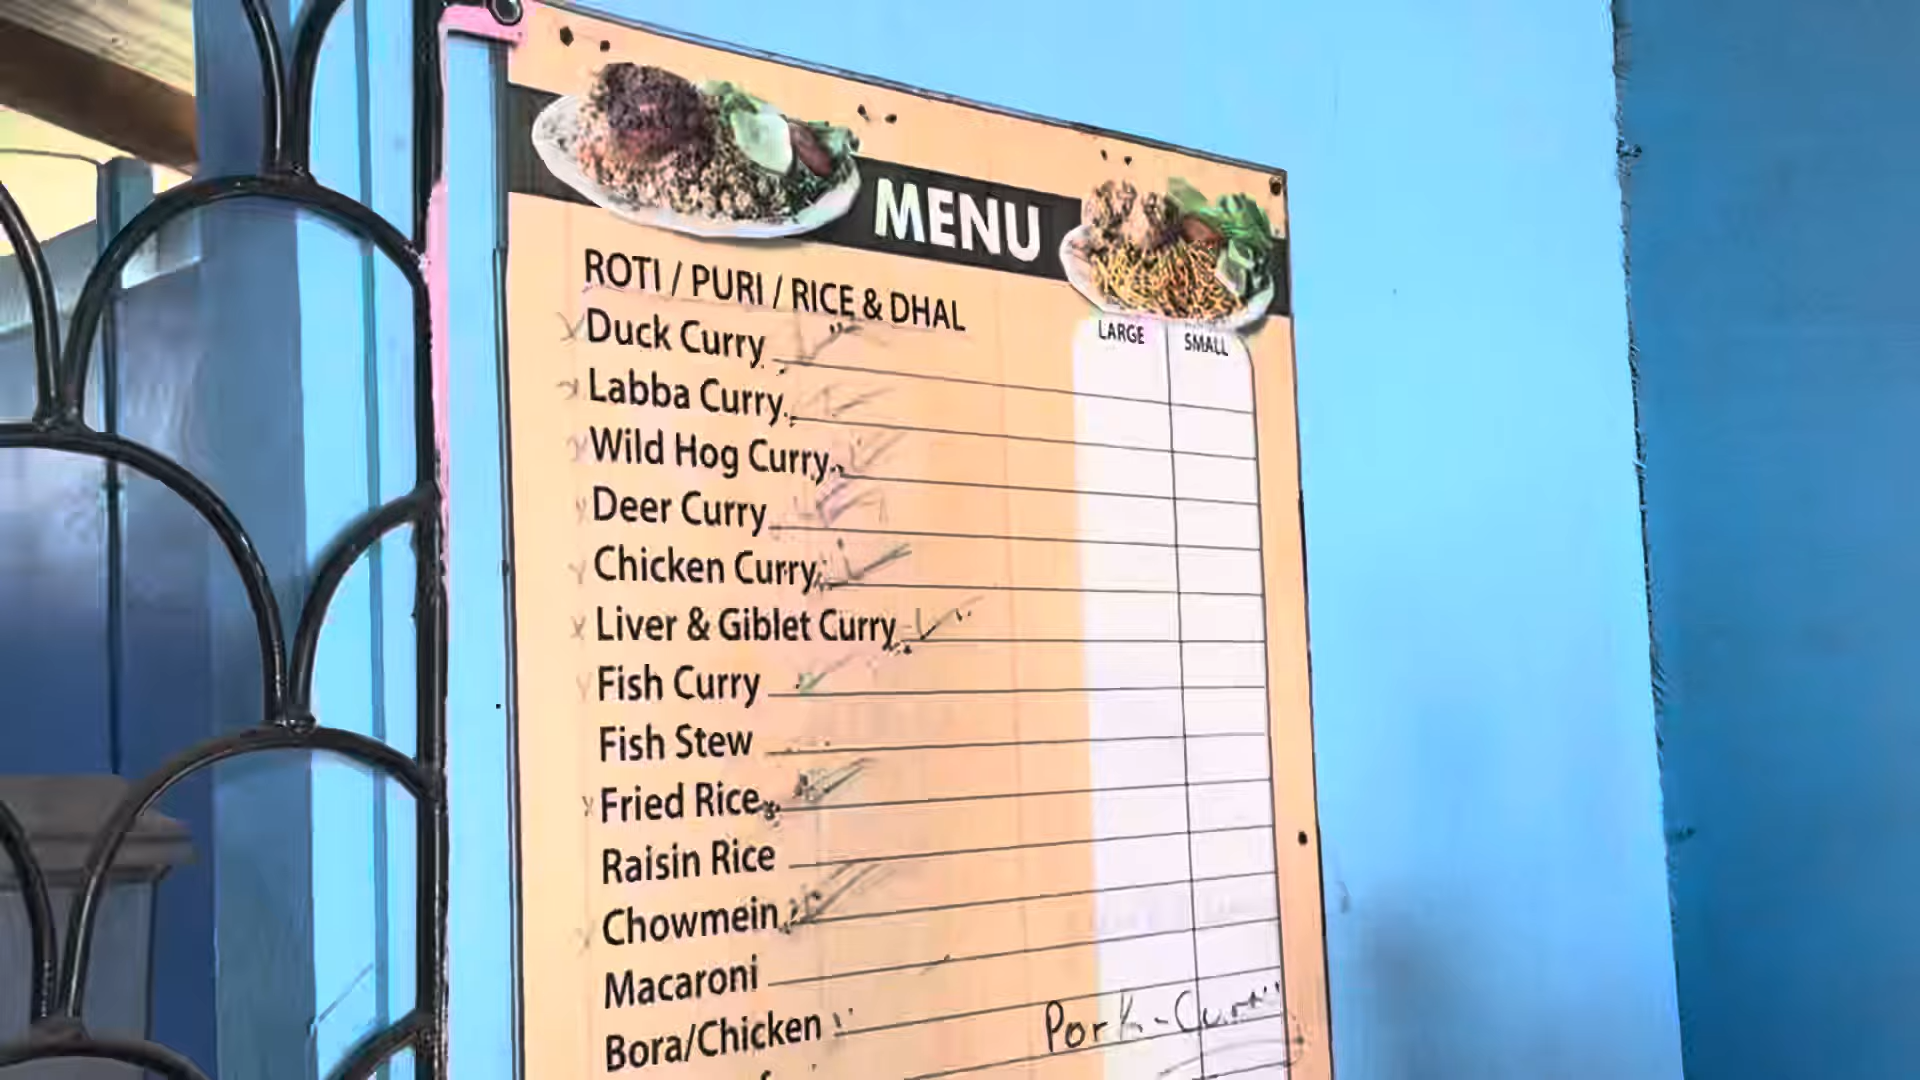 MENU
ROTI / PURI / RICE & DHAL
LARGE SMALL
Duck Curry
Labba Curry
Wild Hog Curry
Deer Curry
Chicken Curry
Liver & Giblet Curry
Fish Curry
Fish Stew
Fried Rice
Raisin Rice
Chowmein
Macaroni
Bora/Chicken
Pork-Curry